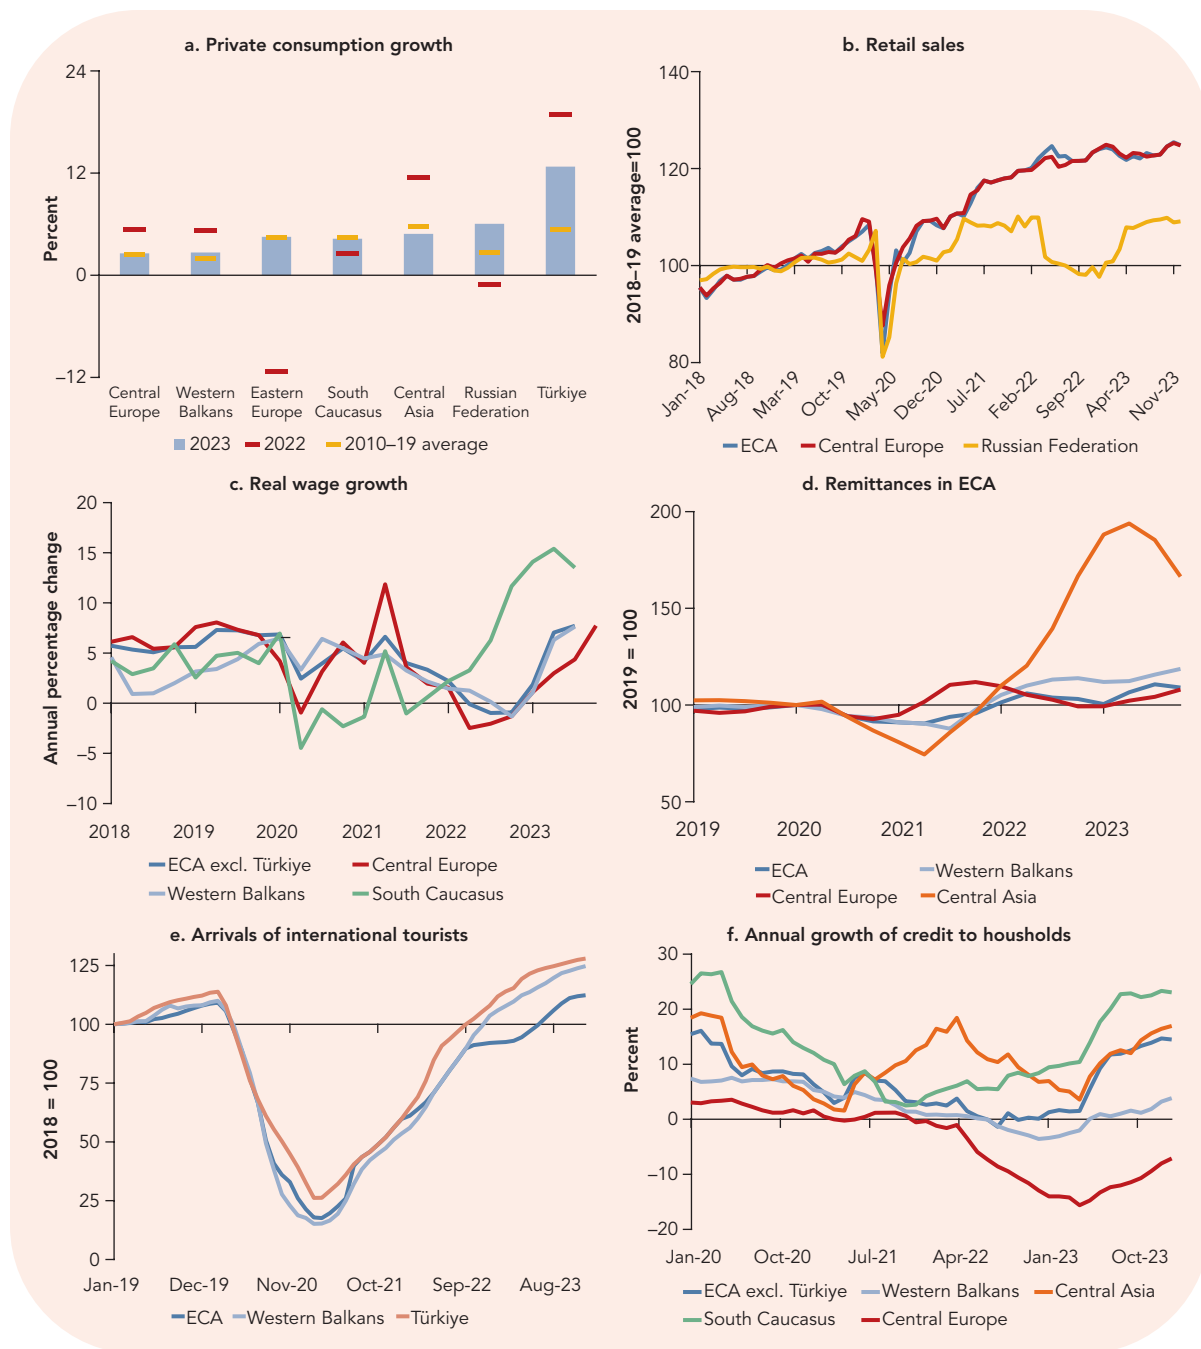 a. Private consumption growth
Percent
24
12
0
–12
Central Europe
Western Balkans
Eastern Europe
South Caucasus
Central Asia
Russian Federation
Türkiye
2023 2022 2010–19 average
b. Retail sales
2018–19 average=100
140
120
100
80
Jan-18
Aug-18
Mar-19
Oct-19
May-20
Dec-20
Jul-21
Feb-22
Sep-22
Apr-23
Nov-23
ECA Central Europe Russian Federation
c. Real wage growth
Annual percentage change
20
15
10
5
0
–5
–10
2018 2019 2020 2021 2022 2023
ECA excl. Türkiye Central Europe
Western Balkans South Caucasus
d. Remittances in ECA
2019 = 100
200
150
100
50
2019 2020 2021 2022 2023
ECA Western Balkans
Central Europe Central Asia
e. Arrivals of international tourists
2018 = 100
125
100
75
50
25
0
Jan-19 Dec-19 Nov-20 Oct-21 Sep-22 Aug-23
ECA Western Balkans Türkiye
f. Annual growth of credit to housholds
Percent
30
20
10
0
–10
–20
Jan-20 Oct-20 Jul-21 Apr-22 Jan-23 Oct-23
ECA excl. Türkiye Western Balkans Central Asia
South Caucasus Central Europe